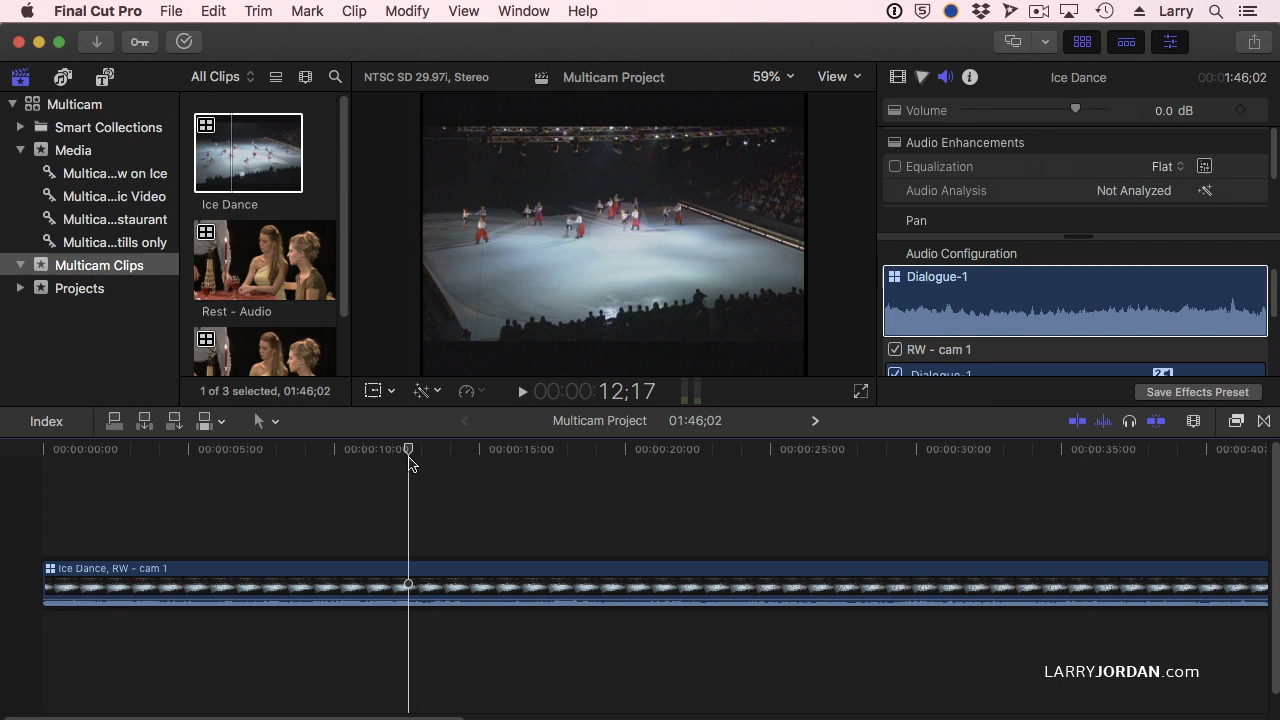 Final Cut Pro File Edit Trim Mark Clip Modify View Window Help Larry
All Clips NTSC SD 29.97i, Stereo Multicam Project 59% View Ice Dance 00:01:46;02
Multicam
Smart Collections
Media
Multica...w on Ice
Multica...ic Video
Multica...staurant
Multica...tills only
Multicam Clips
Projects
Ice Dance
Rest - Audio
1 of 3 selected, 01:46;02
00:00:12;17
Volume 0.0 dB
Audio Enhancements
Equalization Flat
Audio Analysis Not Analyzed
Pan
Audio Configuration
Dialogue-1
RW - cam 1
Dialogue-1
Save Effects Preset
Index Multicam Project 01:46;02
00:00:00:00 00:00:05:00 00:00:10:00 00:00:15:00 00:00:20:00 00:00:25:00 00:00:30:00 00:00:35:00 00:00:40:
Ice Dance, RW - cam 1
LARRYJORDAN.com